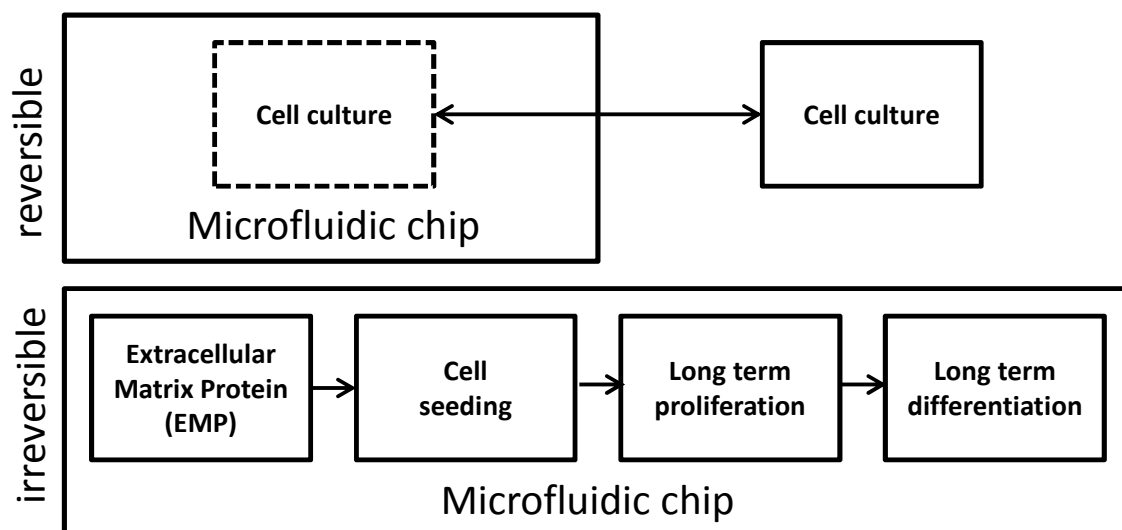 reversible
Cell culture
Cell culture
Microfluidic chip
irreversible
Extracellular
Matrix Protein
(EMP)
Cell
seeding
Long term
proliferation
Long term
differentiation
Microfluidic chip